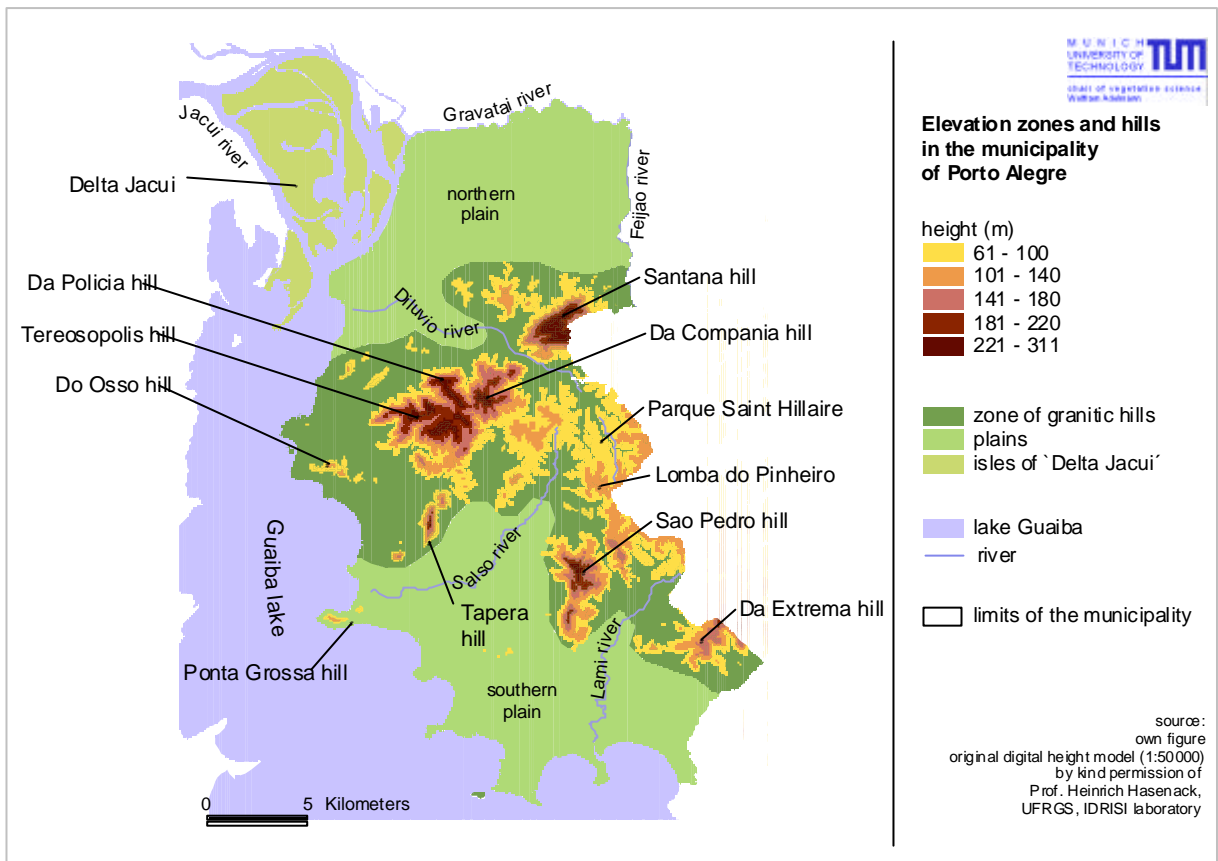 MUNICH
UNIVERSITY OF
TECHNOLOGY TUM
chair of vegetation science
Wolfram Adelmann
Gravatai river
Jacui river
Feijao river
Delta Jacui
northern
plain
Da Policia hill
Santana hill
Diluvio river
Tereosopolis hill
Da Compania hill
Do Osso hill
Parque Saint Hillaire
Lomba do Pinheiro
Sao Pedro hill
Guaiba lake
Salso river
Tapera
hill
Da Extrema hill
Ponta Grossa hill
Lami river
southern
plain
0 5 Kilometers
Elevation zones and hills
in the municipality
of Porto Alegre
height (m)
61 - 100
101 - 140
141 - 180
181 - 220
221 - 311
zone of granitic hills
plains
isles of `Delta Jacui´
lake Guaiba
river
limits of the municipality
source:
own figure
original digital height model (1:50000)
by kind permission of
Prof. Heinrich Hasenack,
UFRGS, IDRISI laboratory